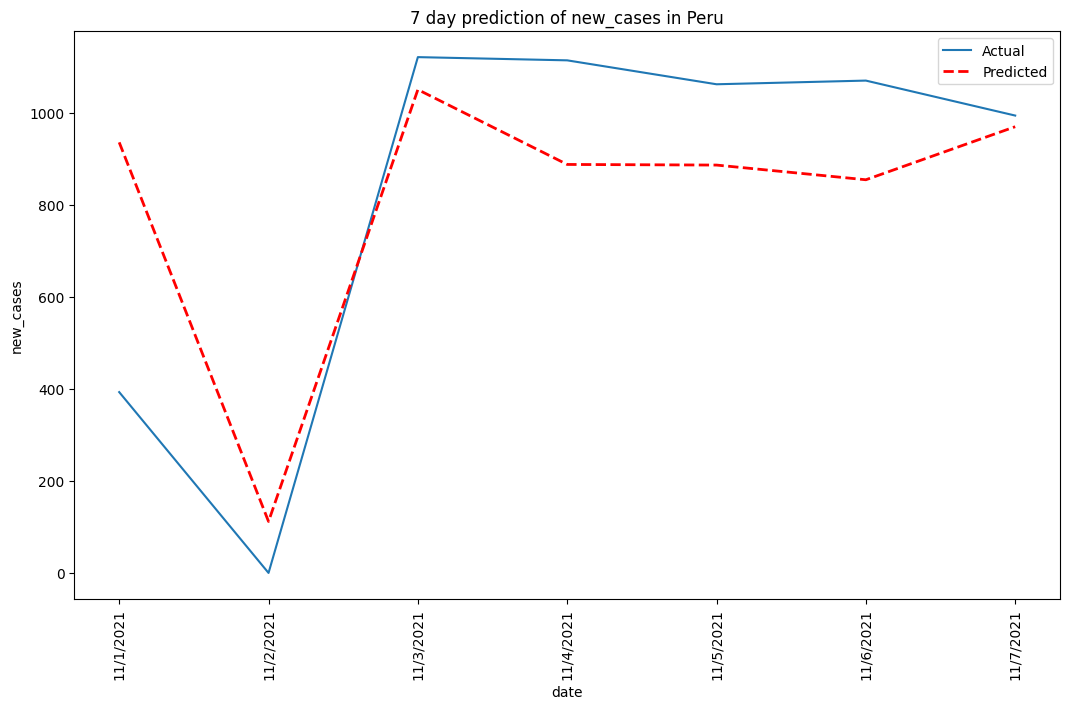 7 day prediction of new_cases in Peru
Actual
Predicted
new_cases
1000
800
600
400
200
0
11/1/2021
11/2/2021
11/3/2021
11/4/2021
11/5/2021
11/6/2021
11/7/2021
date